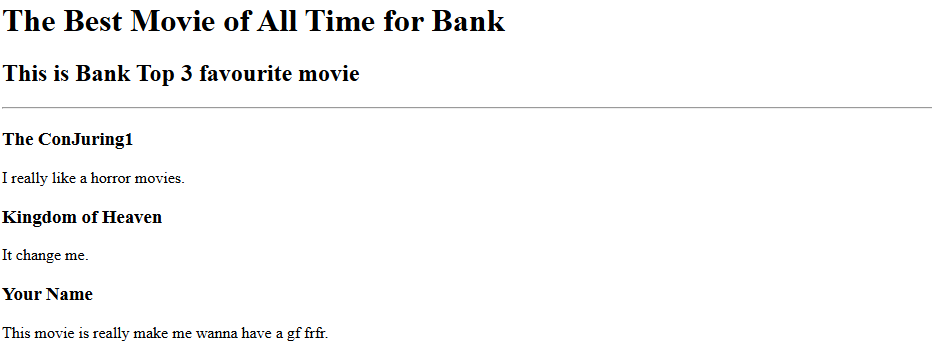 The Best Movie of All Time for Bank
This is Bank Top 3 favourite movie
The ConJuring1
I really like a horror movies.
Kingdom of Heaven
It change me.
Your Name
This movie is really make me wanna have a gf frfr.